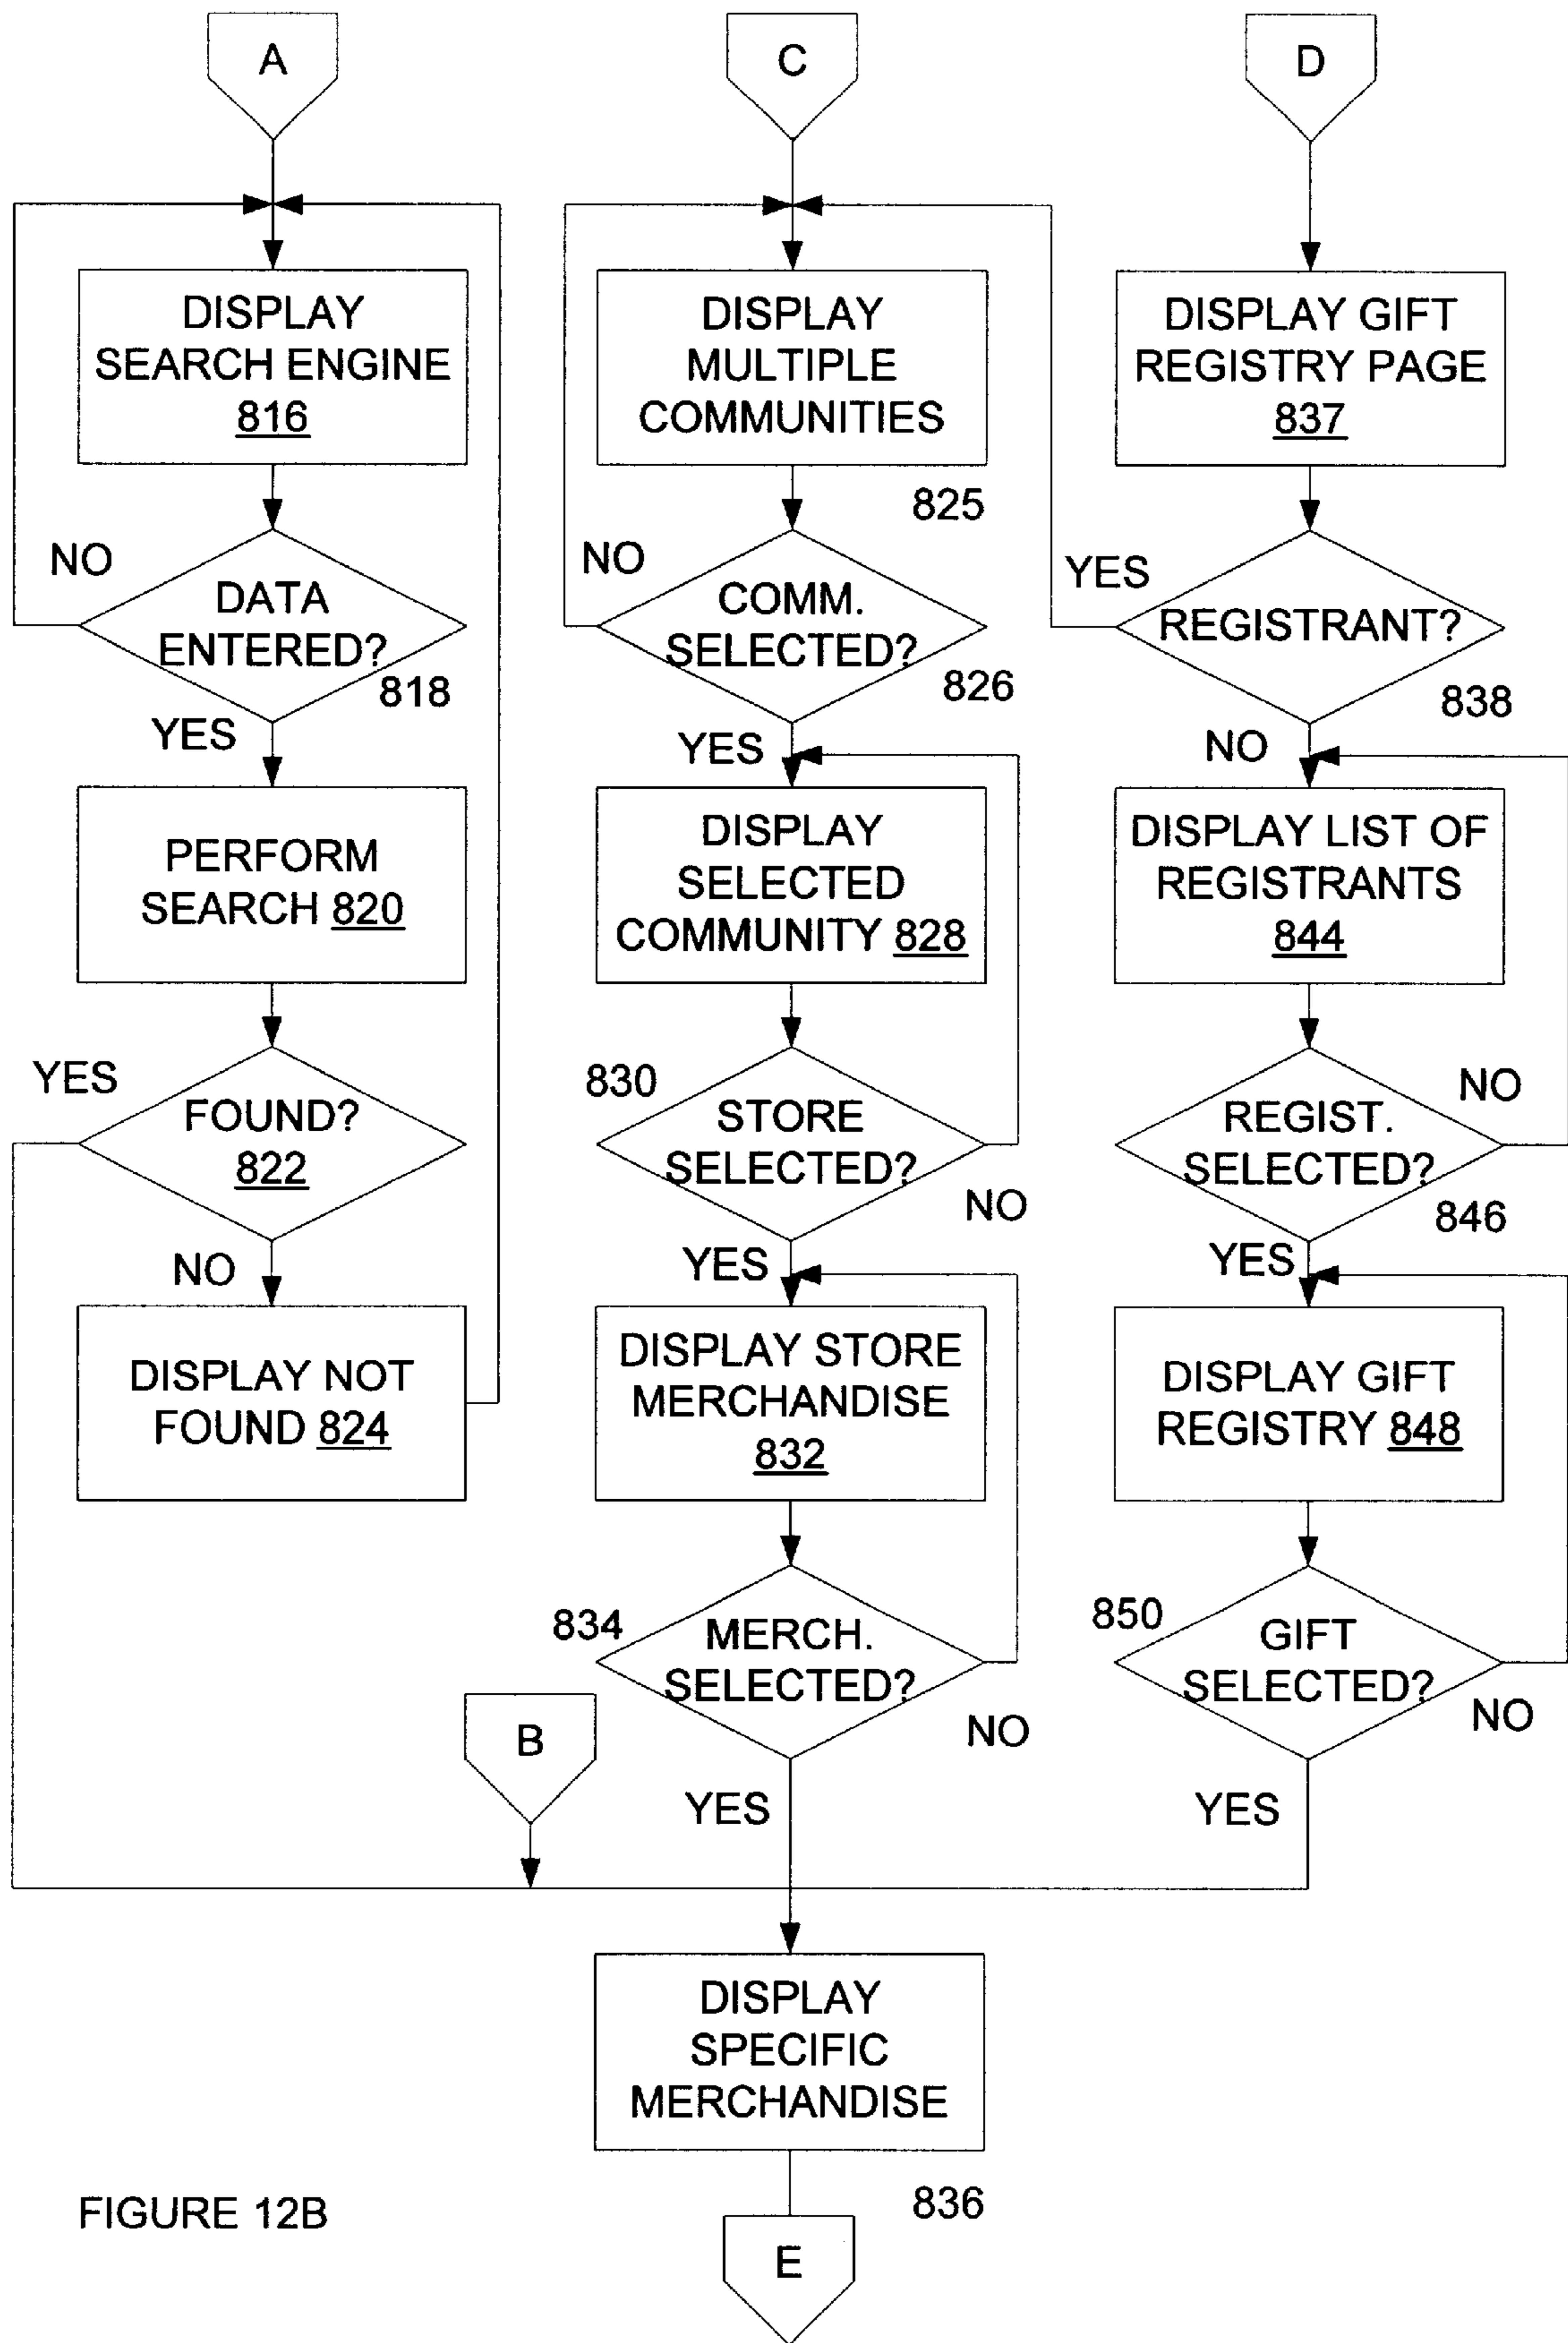 A
DISPLAY
SEARCH ENGINE
816
NO
DATA
ENTERED?
818
YES
PERFORM
SEARCH 820
YES
FOUND?
822
NO
DISPLAY NOT
FOUND 824
B
C
DISPLAY
MULTIPLE
COMMUNITIES
825
NO
COMM.
SELECTED?
826
YES
DISPLAY
SELECTED
COMMUNITY 828
830
STORE
SELECTED?
NO
YES
DISPLAY STORE
MERCHANDISE
832
834
MERCH.
SELECTED?
NO
YES
D
DISPLAY GIFT
REGISTRY PAGE
837
YES
REGISTRANT?
838
NO
DISPLAY LIST OF
REGISTRANTS
844
NO
REGIST.
SELECTED?
846
YES
DISPLAY GIFT
REGISTRY 848
850
GIFT
SELECTED?
NO
YES
DISPLAY
SPECIFIC
MERCHANDISE
836
E
FIGURE 12B